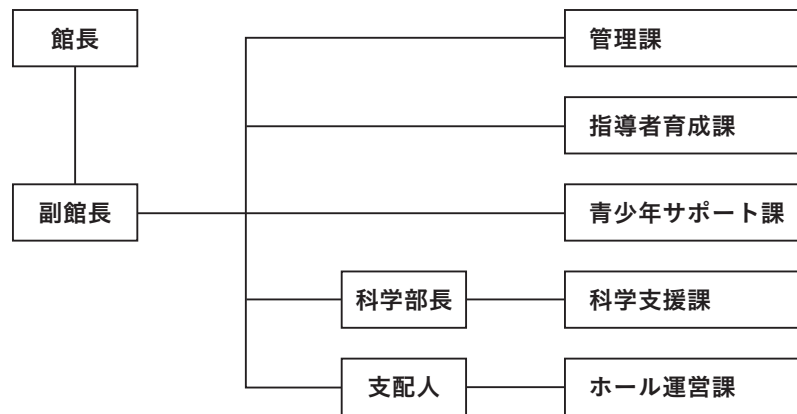 館長
管理課
指導者育成課
副館長
青少年サポート課
科学部長
科学支援課
支配人
ホール運営課